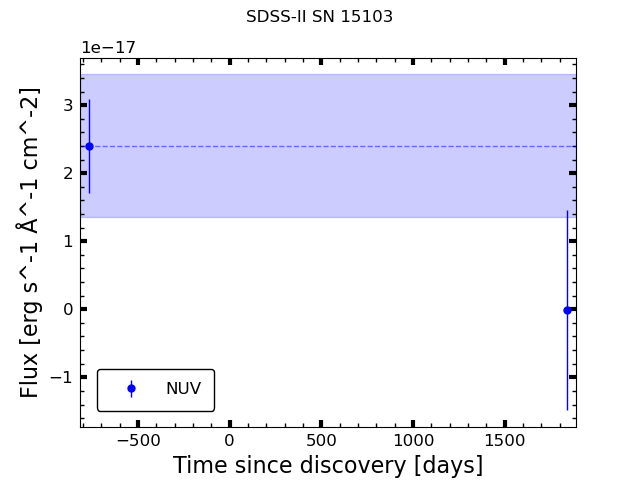 SDSS-II SN 15103
1e−17
3
2
1
0
−1
Flux [erg s^-1 Å^-1 cm^-2]
NUV
−500 0 500 1000 1500
Time since discovery [days]